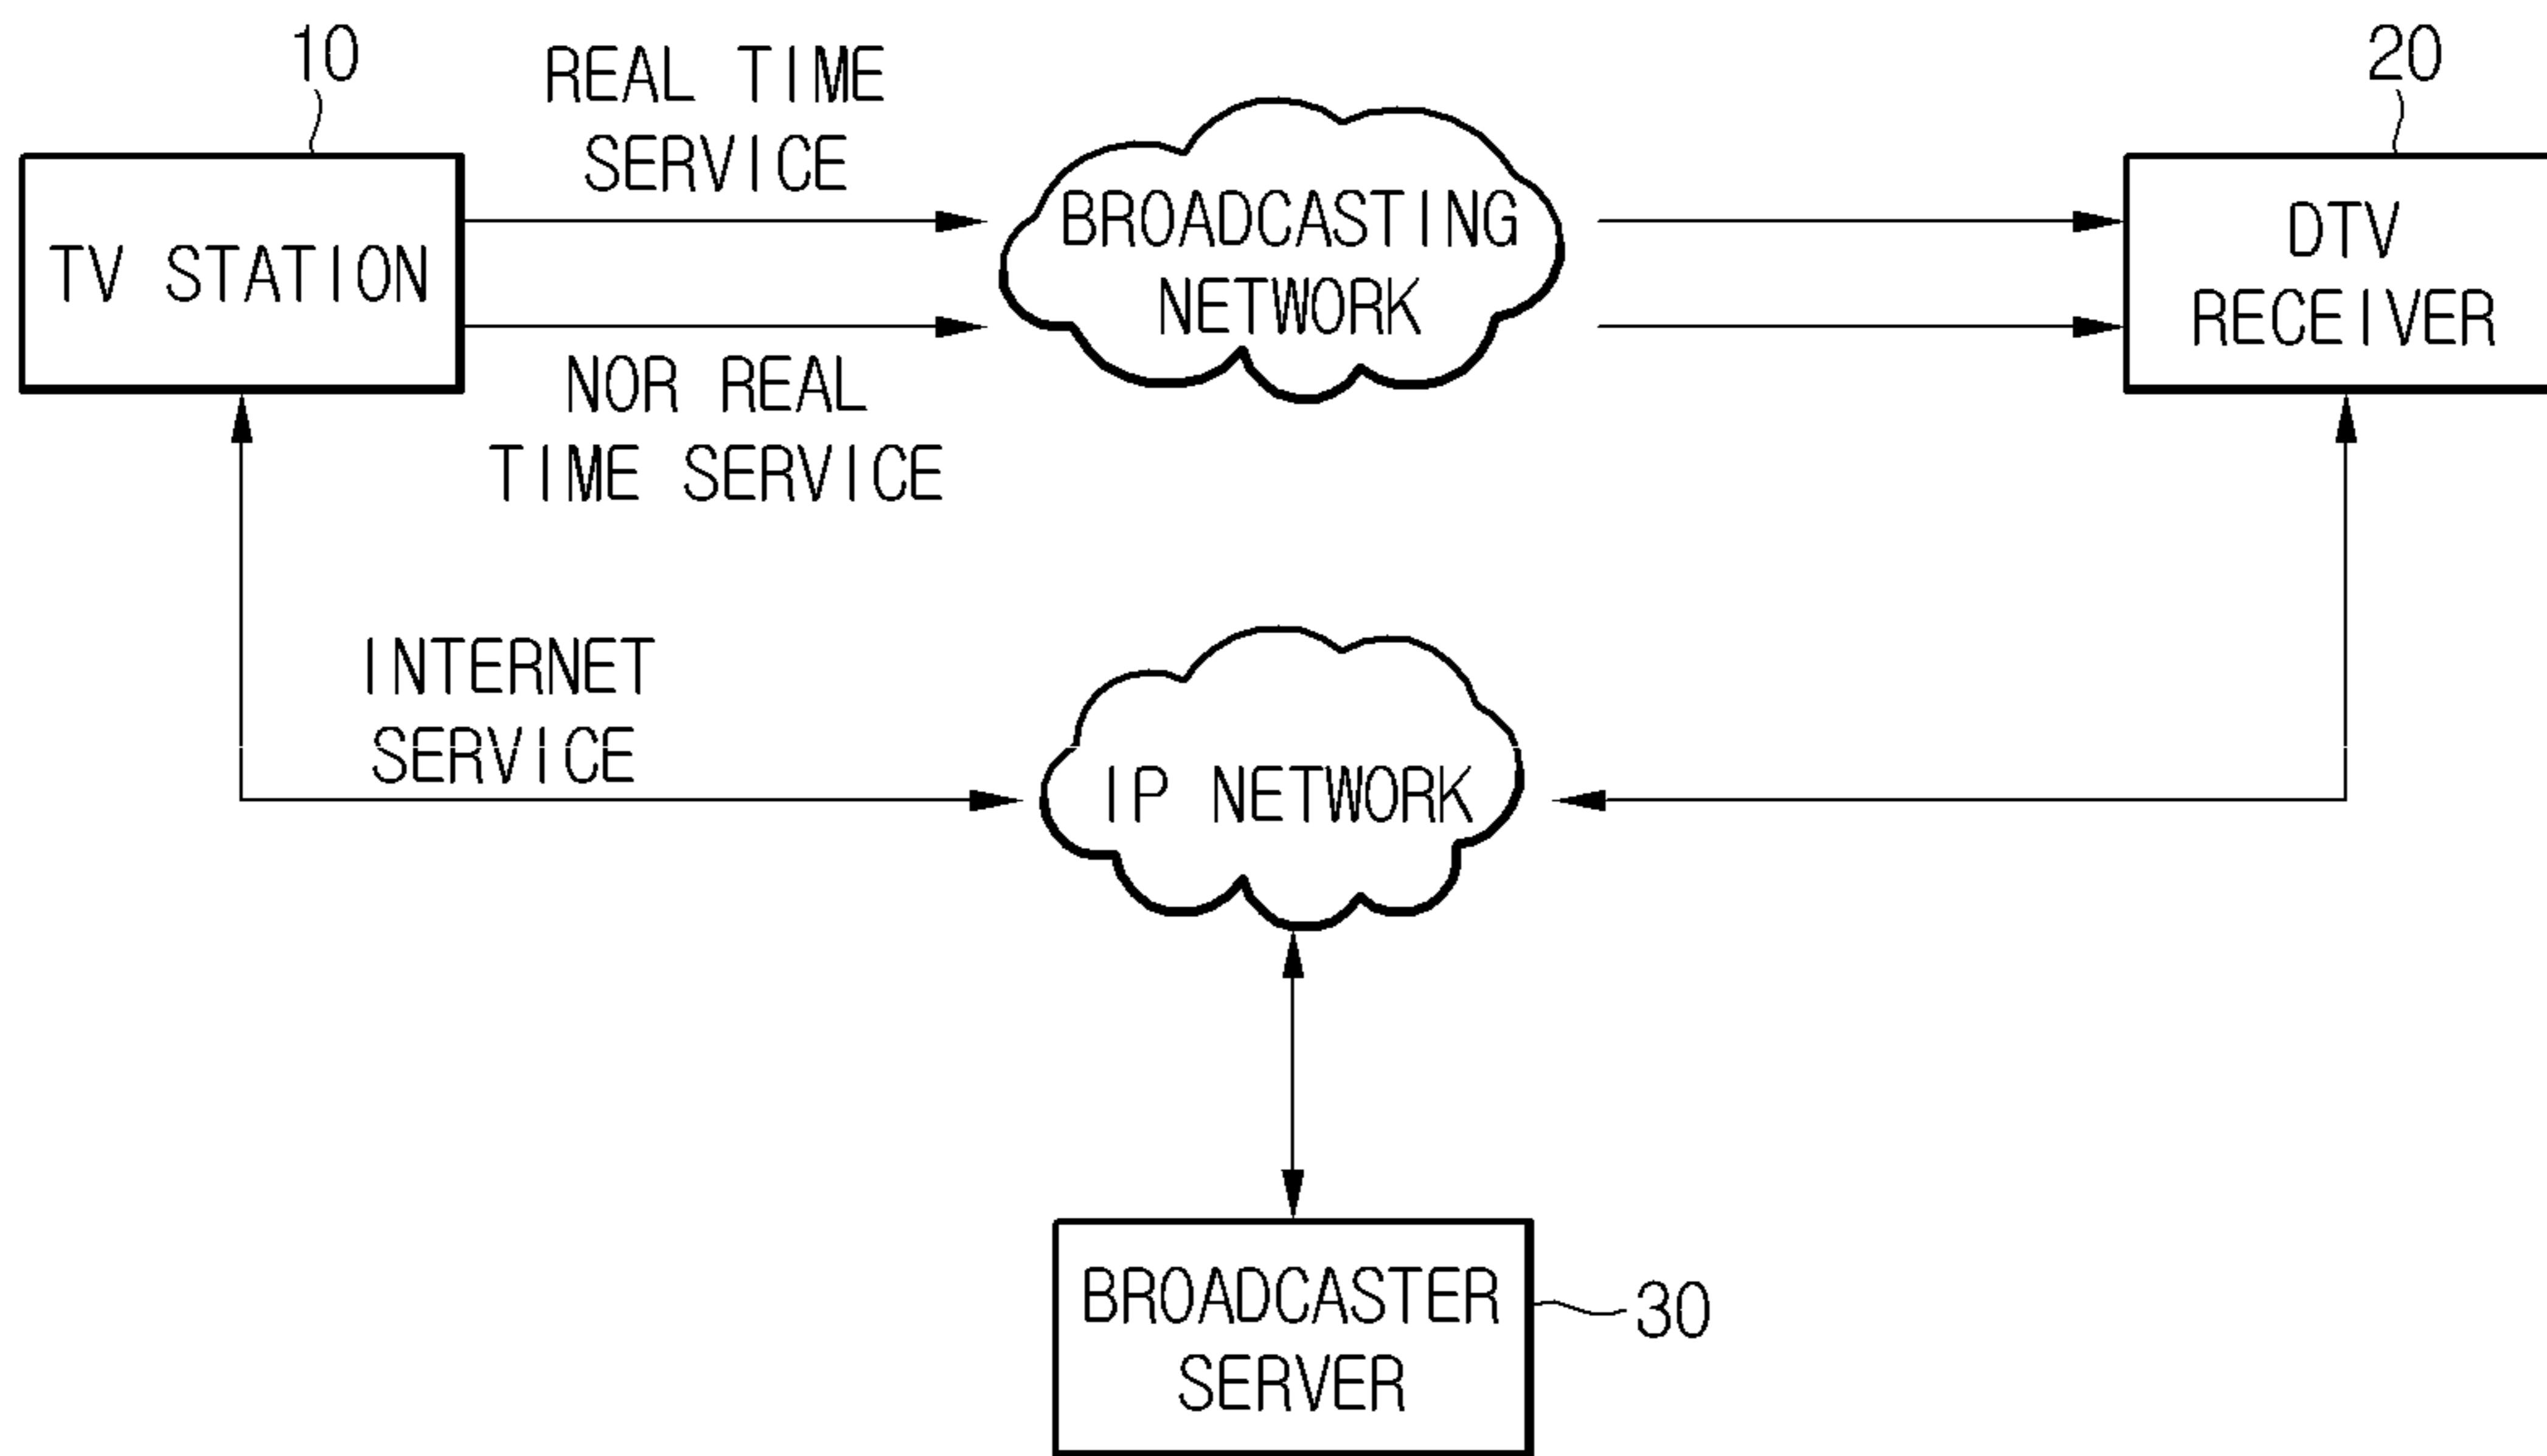 10
REAL TIME
SERVICE
20
TV STATION
BROADCASTING
NETWORK
DTV
RECEIVER
NOR REAL
TIME SERVICE
INTERNET
SERVICE
IP NETWORK
BROADCASTER
SERVER
30